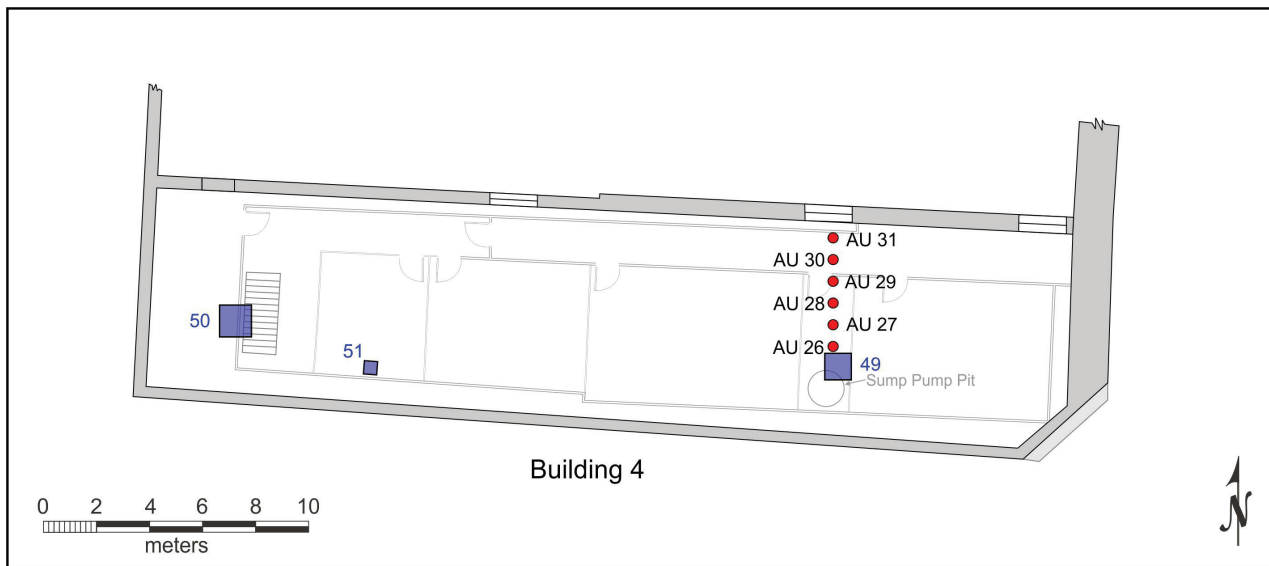 AU 31
AU 30
AU 29
AU 28
50
AU 27
51
AU 26
49
Sump Pump Pit
Building 4
0 2 4 6 8 10
meters
N